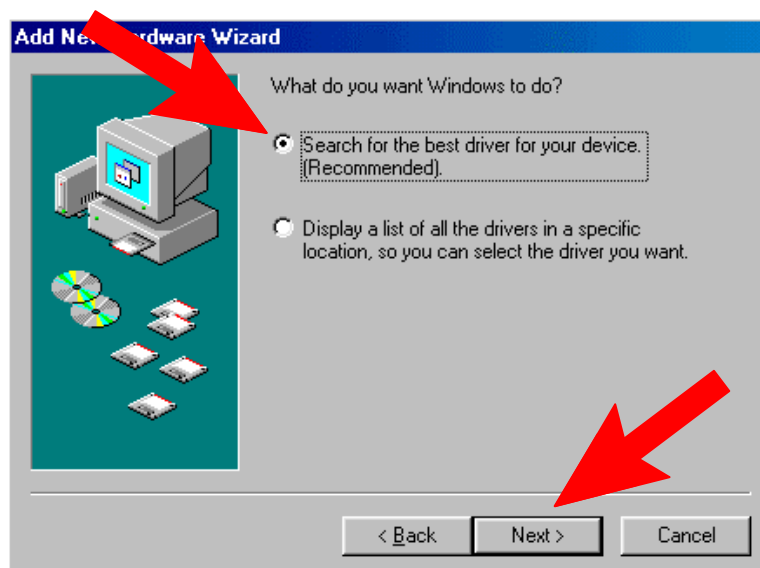 Add New Hardware Wizard
What do you want Windows to do?
Search for the best driver for your device.
(Recommended).
Display a list of all the drivers in a specific
location, so you can select the driver you want.
< Back
Next >
Cancel